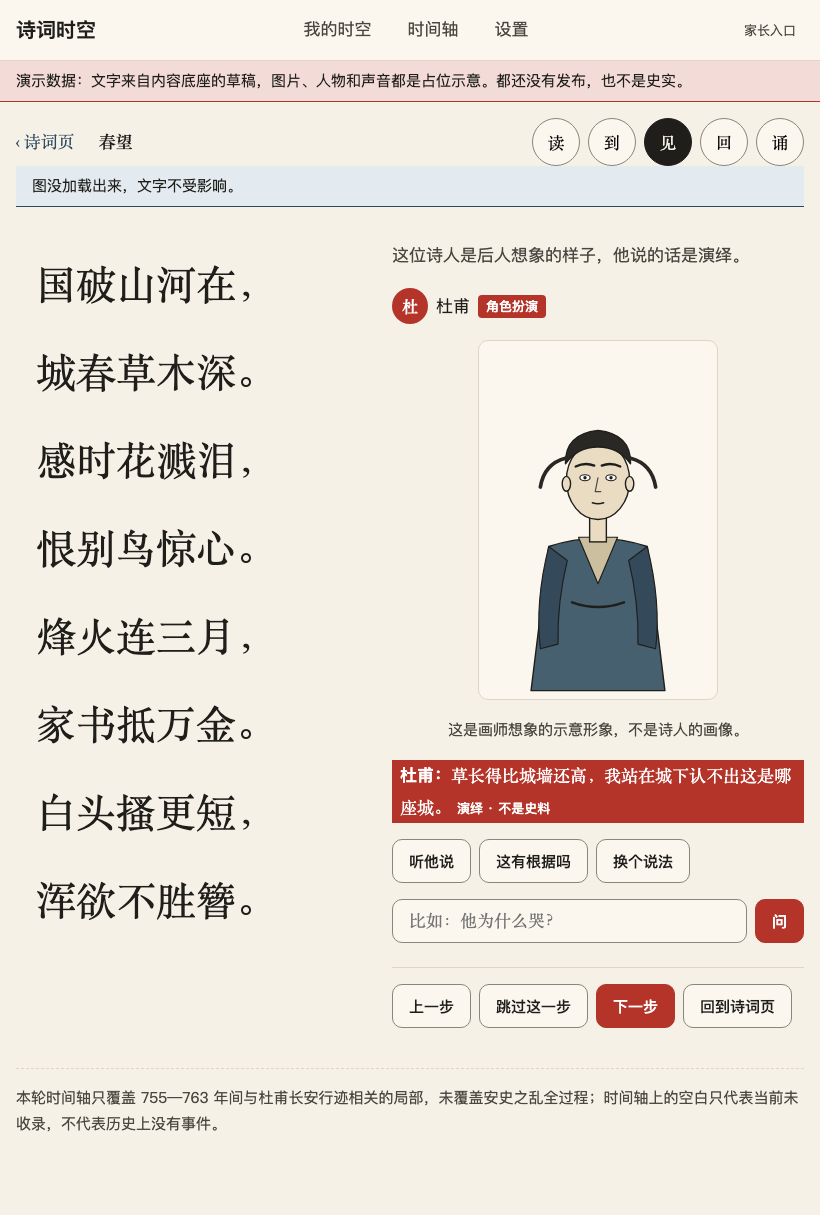 诗词时空
我的时空 时间轴 设置
家长入口
演示数据：文字来自内容底座的草稿，图片、人物和声音都是占位示意。都还没有发布，也不是史实。
‹ 诗词页 春望
读 到 见 回 诵
图没加载出来，文字不受影响。
国破山河在，
城春草木深。
感时花溅泪，
恨别鸟惊心。
烽火连三月，
家书抵万金。
白头搔更短，
浑欲不胜簪。
这位诗人是后人想象的样子，他说的话是演绎。
杜 杜甫 角色扮演
这是画师想象的示意形象，不是诗人的画像。
杜甫：草长得比城墙还高，我站在城下认不出这是哪
座城。 演绎 · 不是史料
听他说 这有根据吗 换个说法
比如：他为什么哭？ 问
上一步 跳过这一步 下一步 回到诗词页
本轮时间轴只覆盖 755—763 年间与杜甫长安行迹相关的局部，未覆盖安史之乱全过程；时间轴上的空白只代表当前未
收录，不代表历史上没有事件。